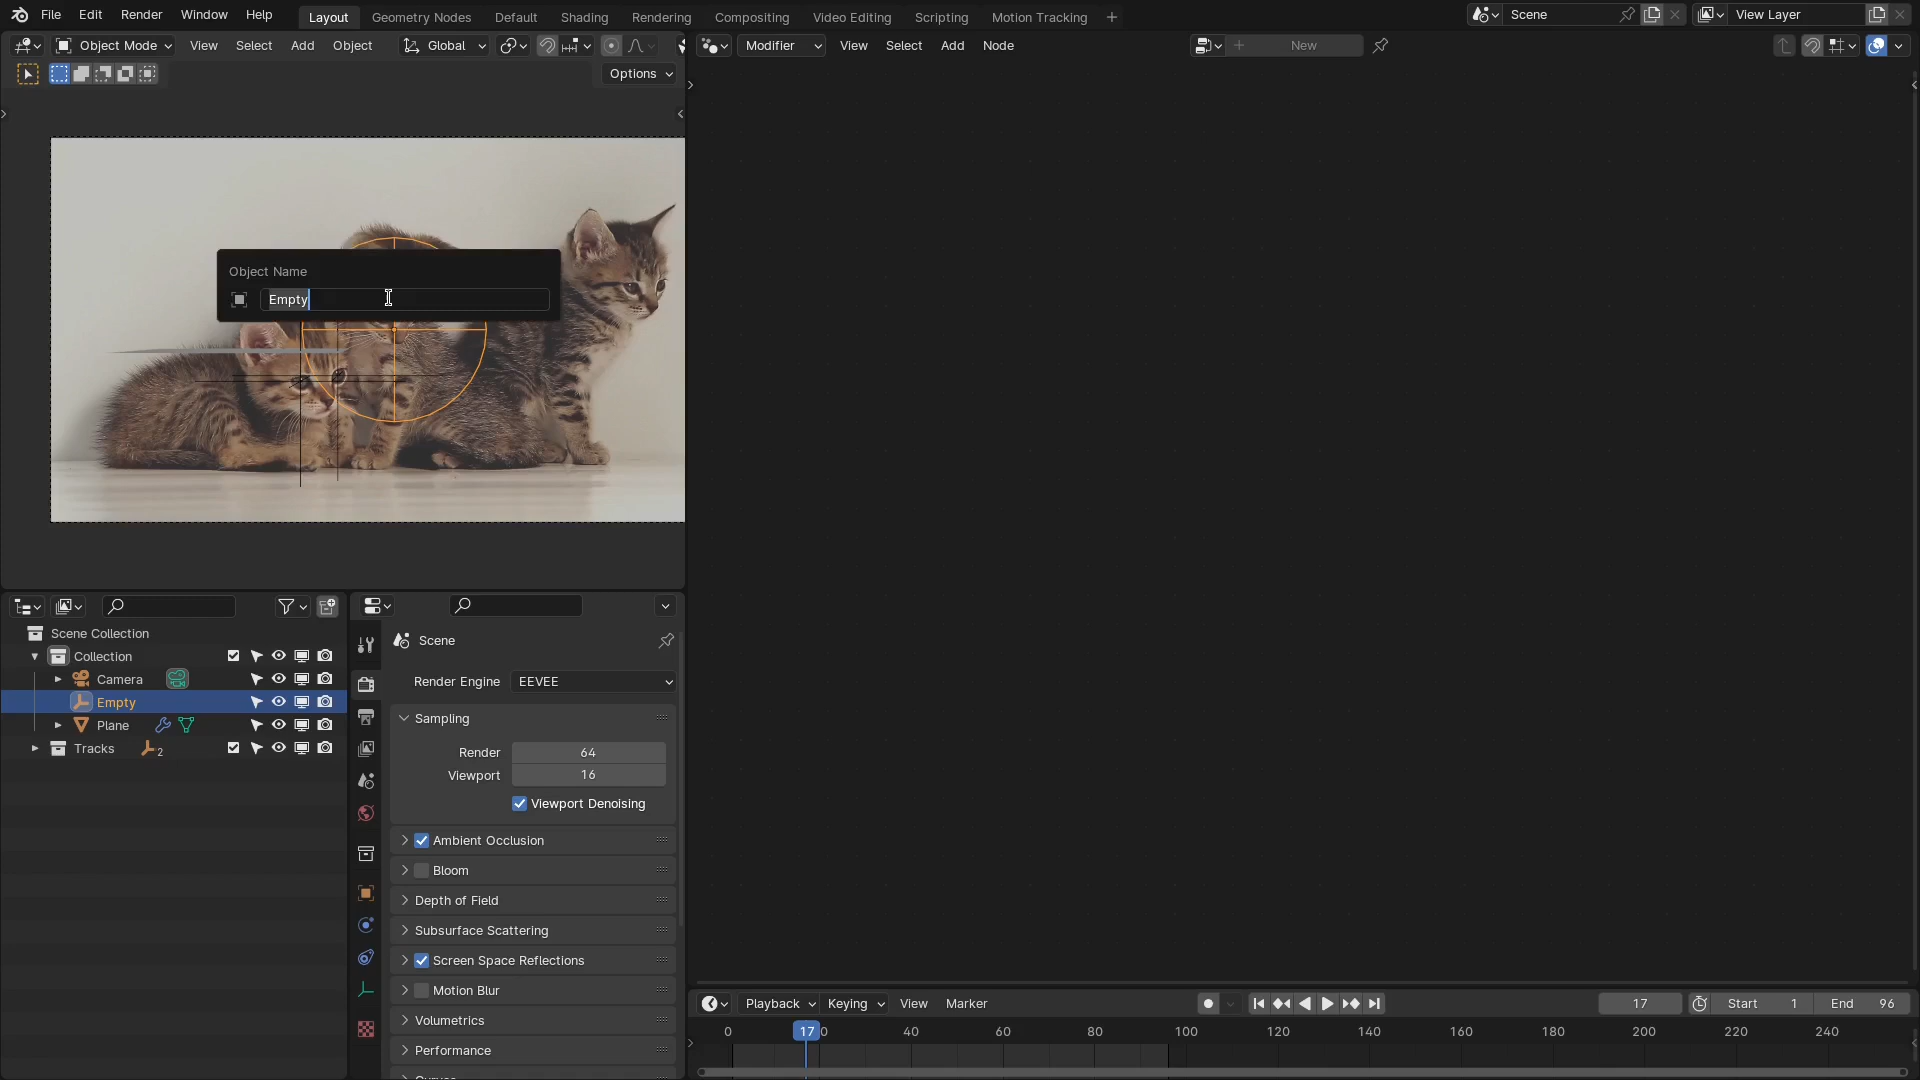 File Edit Render Window Help Layout Geometry Nodes Default Shading Rendering Compositing Video Editing Scripting Motion Tracking Scene View Layer
Object Mode View Select Add Object Global
Modifier View Select Add Node New
Options
Object Name
Empty
Scene Collection
Collection
Camera
Empty
Plane
Tracks 2
Scene
Render Engine EEVEE
Sampling
Render 64
Viewport 16
Viewport Denoising
Ambient Occlusion
Bloom
Depth of Field
Subsurface Scattering
Screen Space Reflections
Motion Blur
Volumetrics
Performance
Playback Keying View Marker 17 Start 1 End 96
0 17 40 60 80 100 120 140 160 180 200 220 240